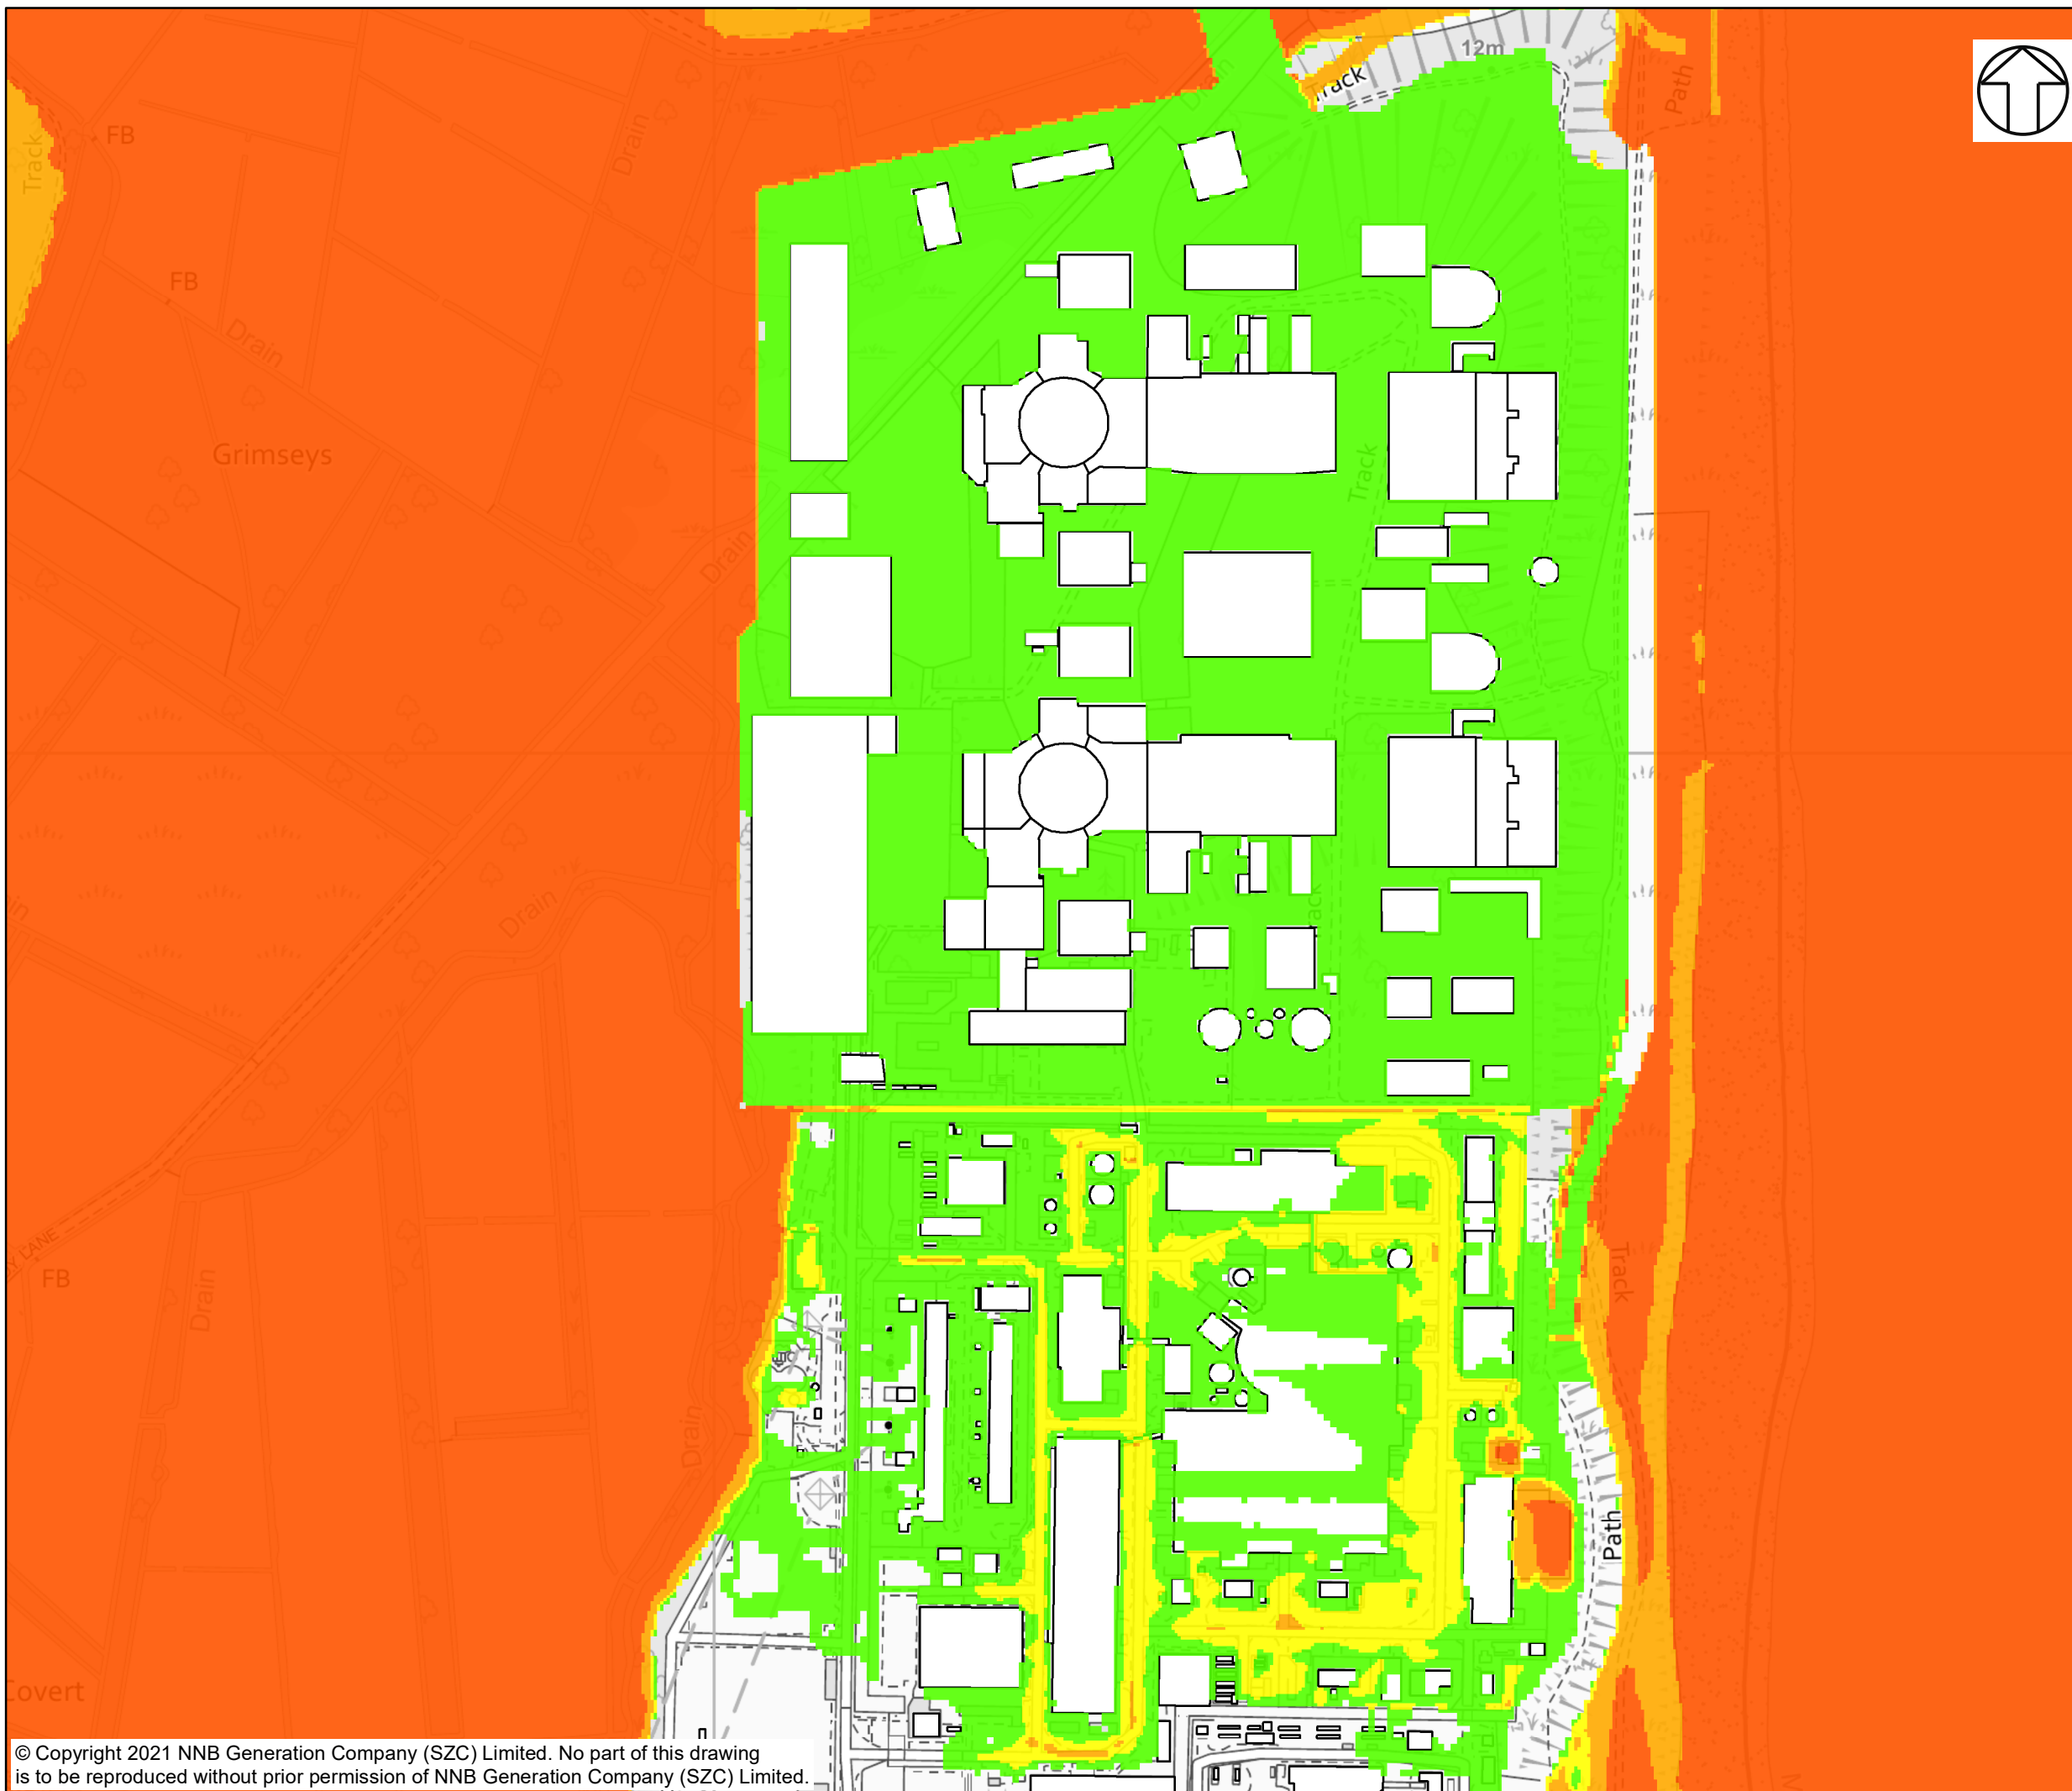 12m
Track
Path
Drain
Track
FB
Drain
FB
Drain
Grimseys
Track
Drain
Drain
Track
FB
Drain
Drain
Path
Covert
© Copyright 2021 NNB Generation Company (SZC) Limited. No part of this drawing
is to be reproduced without prior permission of NNB Generation Company (SZC) Limited.